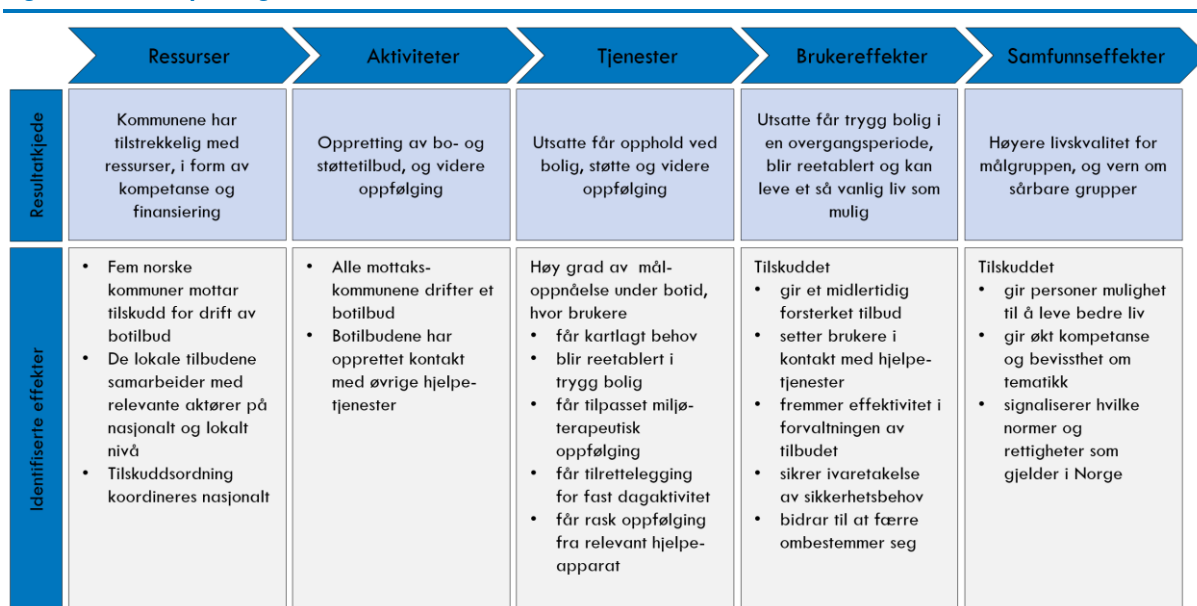 Ressurser
Aktiviteter
Tjenester
Brukereffekter
Samfunnseffekter
Resultatkjede
Kommunene har
tilstrekkelig med
ressurser, i form av
kompetanse og
finansiering
Oppretting av bo- og
støttetilbud, og videre
oppfølging
Utsatte får opphold ved
bolig, støtte og videre
oppfølging
Utsatte får trygg bolig i
en overgangsperiode,
blir reetablert og kan
leve et så vanlig liv som
mulig
Høyere livskvalitet for
målgruppen, og vern om
sårbare grupper
Identifiserte effekter
• Fem norske
kommuner mottar
tilskudd for drift av
botilbud
• De lokale tilbudene
samarbeider med
relevante aktører på
nasjonalt og lokalt
nivå
• Tilskuddsordning
koordineres nasjonalt
• Alle mottaks-
kommunene drifter et
botilbud
• Botilbudene har
opprettet kontakt
med øvrige hjelpe-
tjenester
Høy grad av mål-
oppnåelse under botid,
hvor brukere
• får kartlagt behov
• blir reetablert i
trygg bolig
• får tilpasset miljø-
terapeutisk
oppfølging
• får tilrettelegging
for fast dagaktivitet
• får rask oppfølging
fra relevant hjelpe-
apparat
Tilskuddet
• gir et midlertidig
forsterket tilbud
• setter brukere i
kontakt med hjelpe-
tjenester
• fremmer effektivitet i
forvaltningen av
tilbudet
• sikrer ivaretakelse
av sikkerhetsbehov
• bidrar til at færre
ombestemmer seg
Tilskuddet
• gir personer mulighet
til å leve bedre liv
• gir økt kompetanse
og bevissthet om
tematikk
• signaliserer hvilke
normer og
rettigheter som
gjelder i Norge